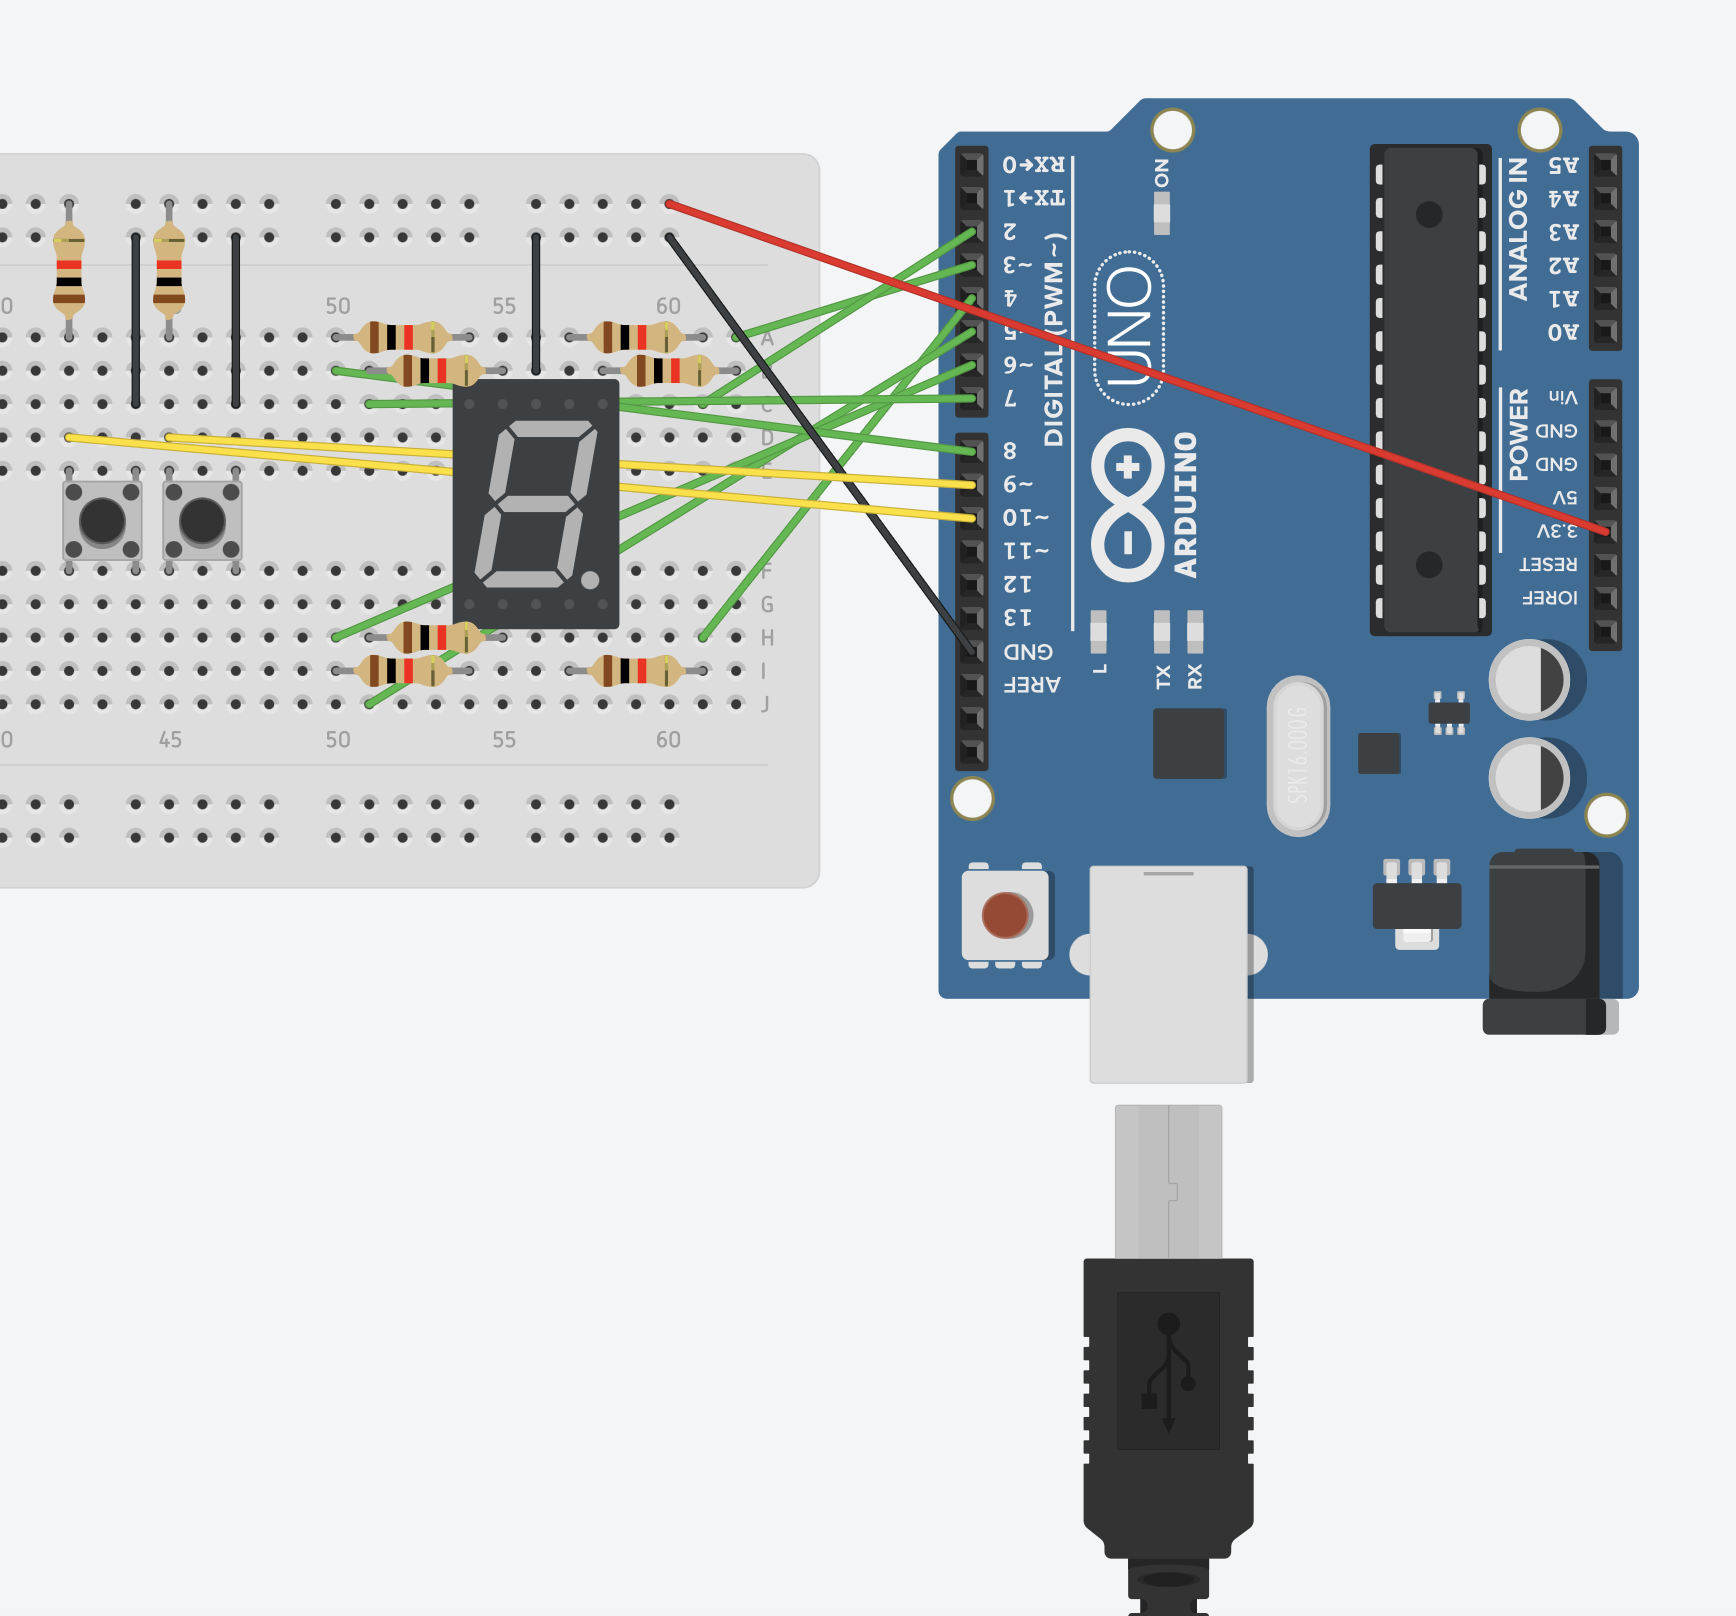 0 50 55 60
A
C
D
E
F
G
H
I
J
0 45 50 55 60
RX←0
TX→1
2
~3
4
5
~6
7
8
~9
~10
~11
12
13
GND
AREF
DIGITAL (PWM~)
ON
UNO
ARDUINO
L
TX
RX
SPK16.000G
ANALOG IN
A5
A4
A3
A2
A1
A0
POWER
Vin
GND
GND
5V
3.3V
RESET
IOREF